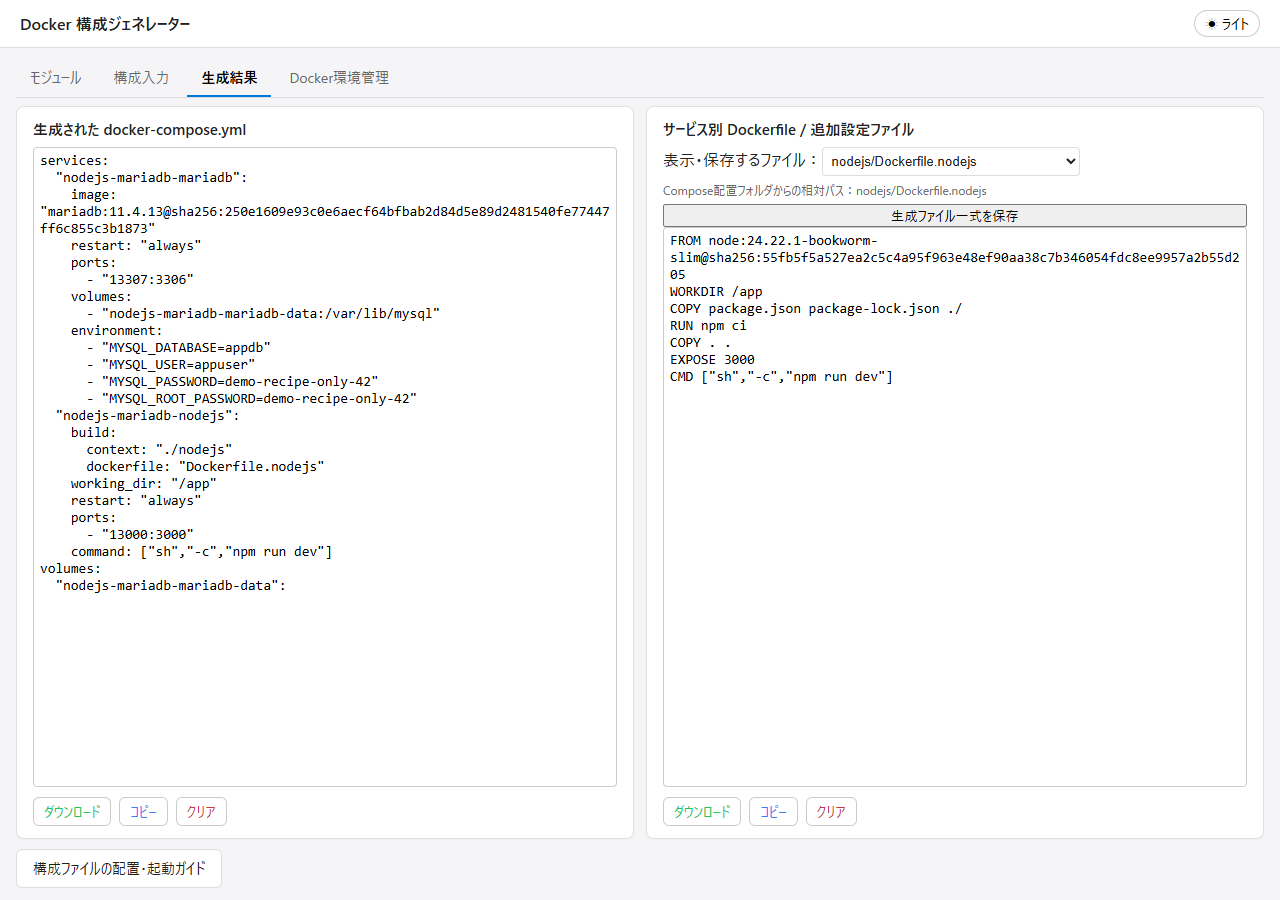 Docker 構成ジェネレーター
ライト
モジュール 構成入力 生成結果 Docker環境管理
生成された docker-compose.yml
services:
  "nodejs-mariadb-mariadb":
    image:
"mariadb:11.4.13@sha256:250e1609e93c0e6aecf64bfbab2d84d5e89d2481540fe77447
ff6c855c3b1873"
    restart: "always"
    ports:
      - "13307:3306"
    volumes:
      - "nodejs-mariadb-mariadb-data:/var/lib/mysql"
    environment:
      - "MYSQL_DATABASE=appdb"
      - "MYSQL_USER=appuser"
      - "MYSQL_PASSWORD=demo-recipe-only-42"
      - "MYSQL_ROOT_PASSWORD=demo-recipe-only-42"
  "nodejs-mariadb-nodejs":
    build:
      context: "./nodejs"
      dockerfile: "Dockerfile.nodejs"
    working_dir: "/app"
    restart: "always"
    ports:
      - "13000:3000"
    command: ["sh","-c","npm run dev"]
volumes:
  "nodejs-mariadb-mariadb-data":
ダウンロード コピー クリア
サービス別 Dockerfile / 追加設定ファイル
表示・保存するファイル： nodejs/Dockerfile.nodejs
Compose配置フォルダからの相対パス：nodejs/Dockerfile.nodejs
生成ファイル一式を保存
FROM node:24.22.1-bookworm-
slim@sha256:55fb5f5a527ea2c5c4a95f963e48ef90aa38c7b346054fdc8ee9957a2b55d2
05
WORKDIR /app
COPY package.json package-lock.json ./
RUN npm ci
COPY . .
EXPOSE 3000
CMD ["sh","-c","npm run dev"]
ダウンロード コピー クリア
構成ファイルの配置・起動ガイド